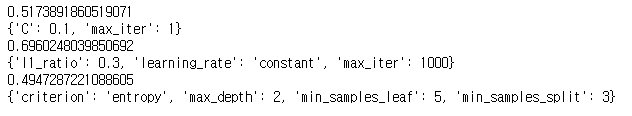 0.5173891860519071
{'C': 0.1, 'max_iter': 1}
0.6960248039850692
{'l1_ratio': 0.3, 'learning_rate': 'constant', 'max_iter': 1000}
0.4947287221088605
{'criterion': 'entropy', 'max_depth': 2, 'min_samples_leaf': 5, 'min_samples_split': 3}